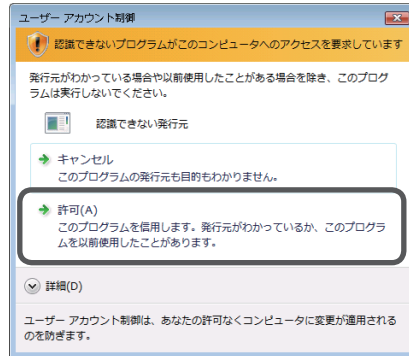 ユーザー アカウント制御
認識できないプログラムがこのコンピュータへのアクセスを要求しています
発行元がわかっている場合や以前使用したことがある場合を除き、このプログ
ラムは実行しないでください。
認識できない発行元
キャンセル
このプログラムの発行元も目的もわかりません。
許可(A)
このプログラムを信用します。発行元がわかっているか、このプログラ
ムを以前使用したことがあります。
詳細(D)
ユーザー アカウント制御は、あなたの許可なくコンピュータに変更が適用される
のを防ぎます。